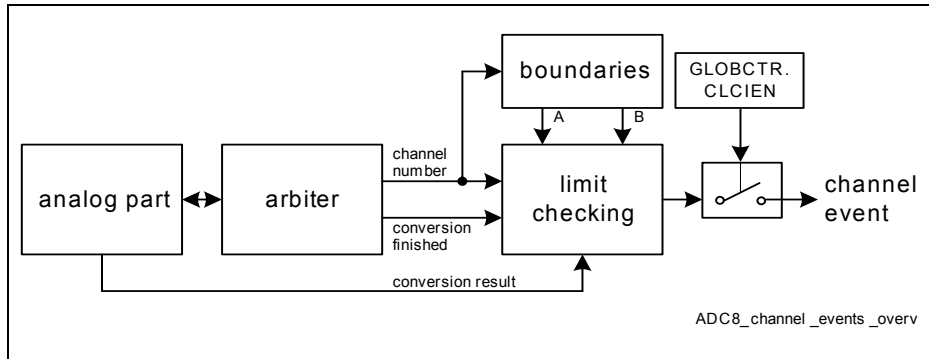 boundaries
GLOBCTR.
CLCIEN
A
B
channel
number
analog part
arbiter
limit
checking
channel
event
conversion
finished
conversion result
ADC8_channel _events _overv